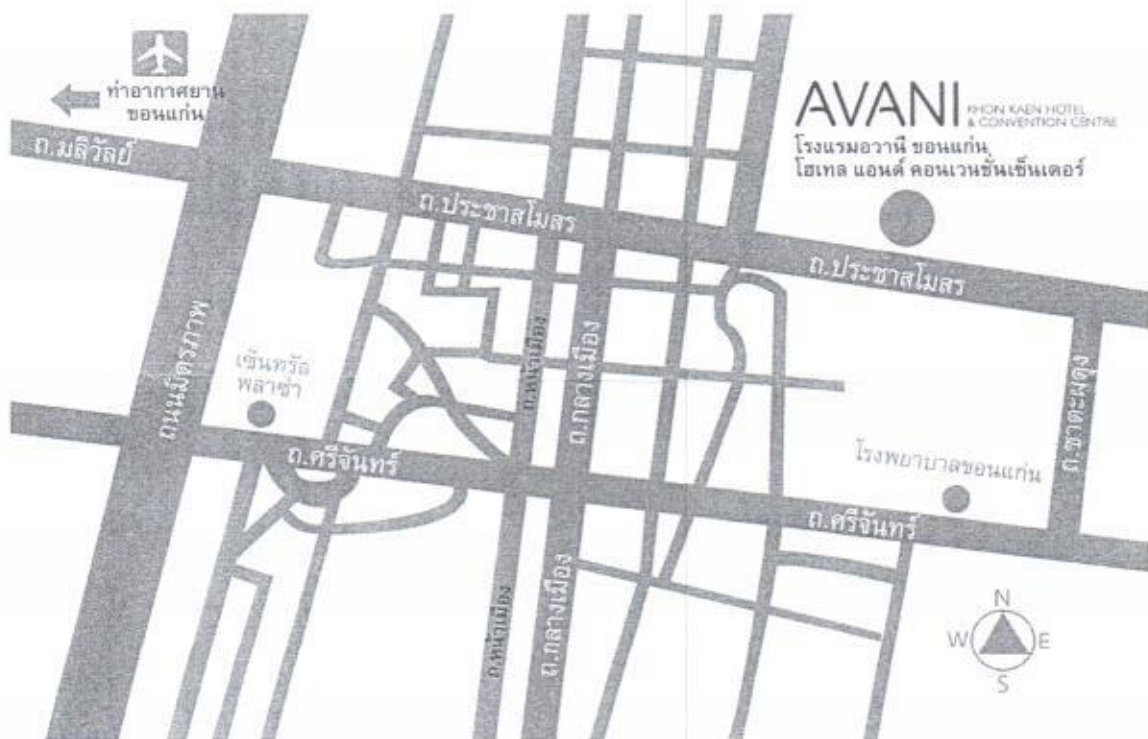 ท่าอากาศยาน
ขอนแก่น
AVANI KHON KAEN HOTEL
& CONVENTION CENTRE
โรงแรมอวานี ขอนแก่น
โฮเทล แอนด์ คอนเวนชั่นเซ็นเตอร์
ถ.มลิวัลย์
ถ.ประชาสโมสร
ถ.ประชาสโมสร
ถนนมิตรภาพ
เซ็นทรัล
พลาซ่า
ถ.หน้าเมือง
ถ.กลางเมือง
ถ.ชาตะผดุง
ถ.ศรีจันทร์
โรงพยาบาลขอนแก่น
ถ.ศรีจันทร์
ถ.หน้าเมือง
ถ.กลางเมือง
N
W E
S